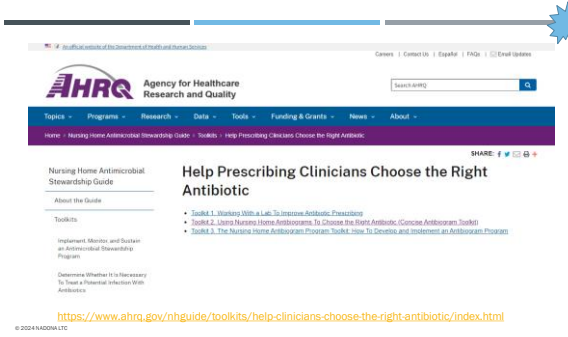 An official website of the Department of Health and Human Services
Careers | Contact Us | Español | FAQs | Email Updates
AHRQ
Agency for Healthcare
Research and Quality
Search AHRQ
Topics Programs Research Data Tools Funding & Grants News About
Home > Nursing Home Antimicrobial Stewardship Guide > Toolkits > Help Prescribing Clinicians Choose the Right Antibiotic
SHARE:
Nursing Home Antimicrobial
Stewardship Guide
About the Guide
Toolkits
Implement, Monitor, and Sustain
an Antimicrobial Stewardship
Program
Determine Whether It Is Necessary
To Treat a Potential Infection With
Antibiotics
Help Prescribing Clinicians Choose the Right
Antibiotic
• Toolkit 1. Working With a Lab To Improve Antibiotic Prescribing
• Toolkit 2. Using Nursing Home Antibiograms To Choose the Right Antibiotic (Concise Antibiogram Toolkit)
• Toolkit 3. The Nursing Home Antibiogram Program Toolkit: How To Develop and Implement an Antibiogram Program
https://www.ahrq.gov/nhguide/toolkits/help-clinicians-choose-the-right-antibiotic/index.html
© 2024 NADONA LTC